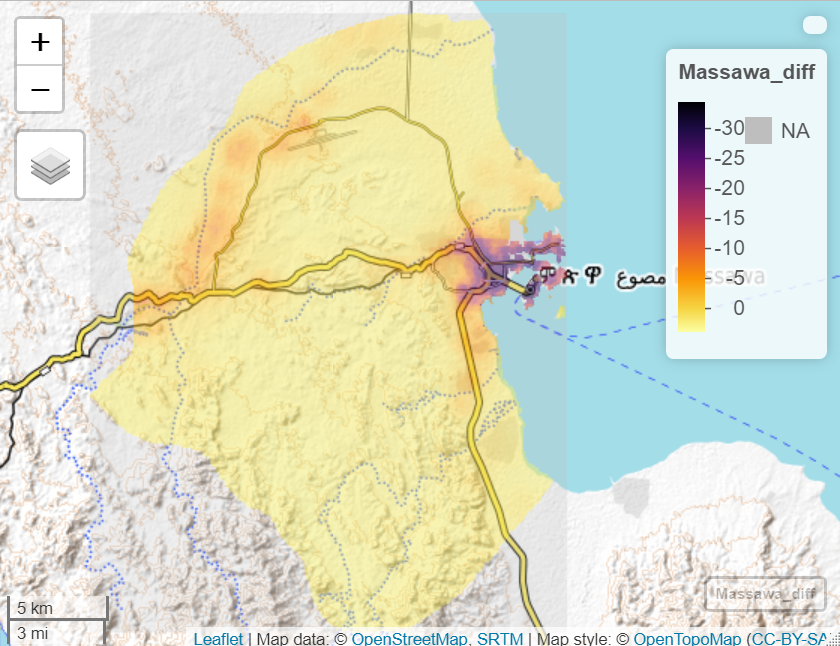 +
−
Massawa_diff
-30
NA
-25
-20
-15
-10
-5
0
ምጽዋ مصوع Massawa
5 km
3 mi
Massawa_diff
Leaflet | Map data: © OpenStreetMap, SRTM | Map style: © OpenTopoMap (CC-BY-SA